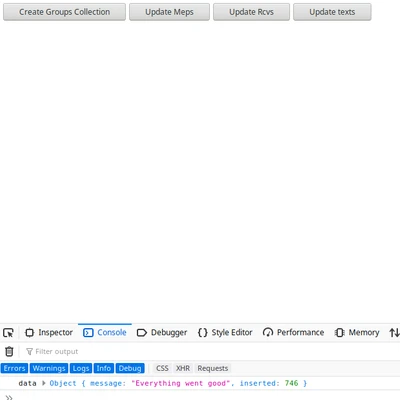 Create Groups Collection Update Meps Update Rcvs Update texts
Inspector Console Debugger Style Editor Performance Memory
Filter output
Errors Warnings Logs Info Debug CSS XHR Requests
data Object { message: "Everything went good", inserted: 746 }